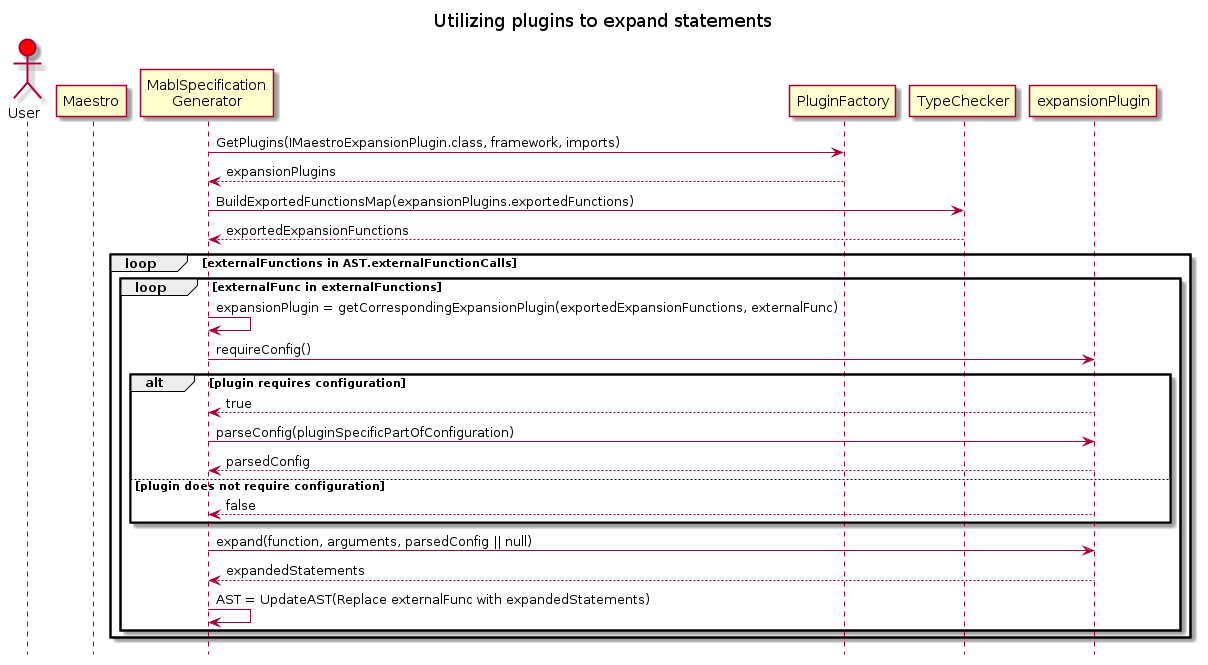 Utilizing plugins to expand statements
User
Maestro
MablSpecification
Generator
PluginFactory
TypeChecker
expansionPlugin
GetPlugins(IMaestroExpansionPlugin.class, framework, imports)
expansionPlugins
BuildExportedFunctionsMap(expansionPlugins.exportedFunctions)
exportedExpansionFunctions
loop [externalFunctions in AST.externalFunctionCalls]
loop [externalFunc in externalFunctions]
expansionPlugin = getCorrespondingExpansionPlugin(exportedExpansionFunctions, externalFunc)
requireConfig()
alt [plugin requires configuration]
true
parseConfig(pluginSpecificPartOfConfiguration)
parsedConfig
[plugin does not require configuration]
false
expand(function, arguments, parsedConfig || null)
expandedStatements
AST = UpdateAST(Replace externalFunc with expandedStatements)